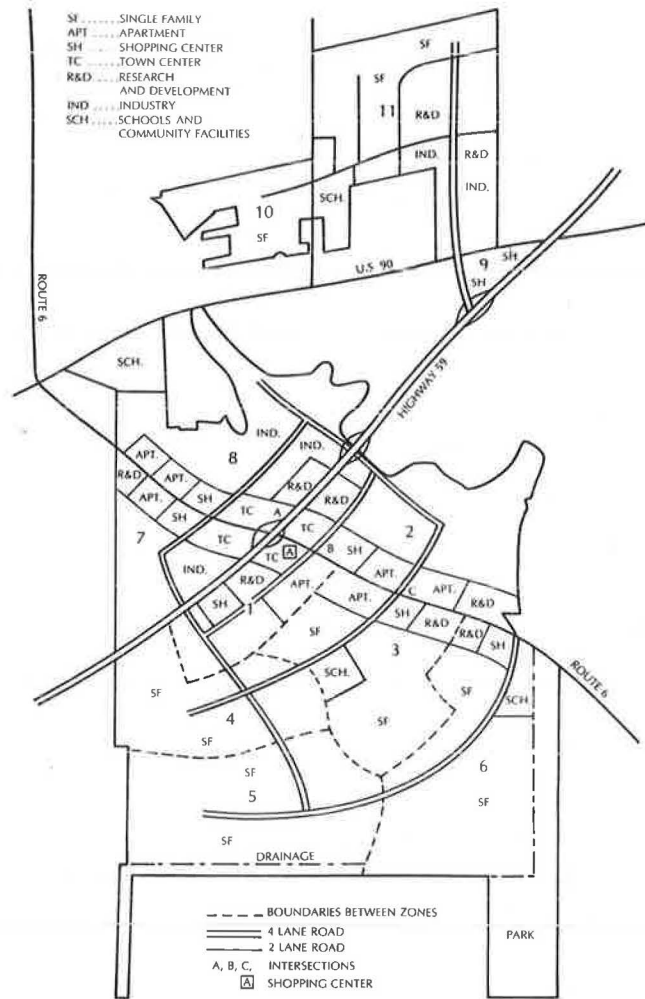 SF.......SINGLE FAMILY
APT......APARTMENT
SH.......SHOPPING CENTER
TC......TOWN CENTER
R&D.....RESEARCH
AND DEVELOPMENT
IND.....INDUSTRY
SCH.....SCHOOLS AND
COMMUNITY FACILITIES
SF
SF
11
R&D
IND.
R&D
IND.
SCH.
10
SF
ROUTE 6
U.S 90
9
SH
SH
HIGHWAY 59
SCH.
8
IND.
IND.
APT.
R&D
APT.
R&D
R&D
APT.
SH
TC
A
TC
SH
7
TC
TC
A
B
SH
2
IND.
R&D
APT.
APT.
C
APT.
R&D
SH
1
APT.
SH
R&D
R&D
SH
SF
3
ROUTE 6
SCH.
SF
SCH
SF
4
SF
SF
SF
6
5
SF
SF
DRAINAGE
PARK
BOUNDARIES BETWEEN ZONES
4 LANE ROAD
2 LANE ROAD
A, B, C, INTERSECTIONS
A SHOPPING CENTER